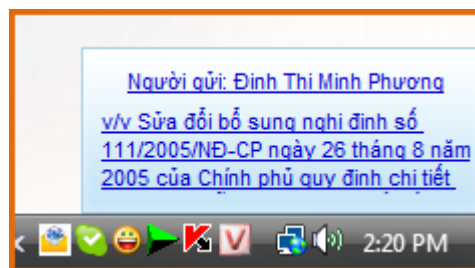 Người gửi: Đinh Thi Minh Phương
v/v Sửa đổi bổ sung nghi đinh số
111/2005/NĐ-CP ngày 26 tháng 8 năm
2005 của Chính phủ quy đinh chi tiết
2:20 PM